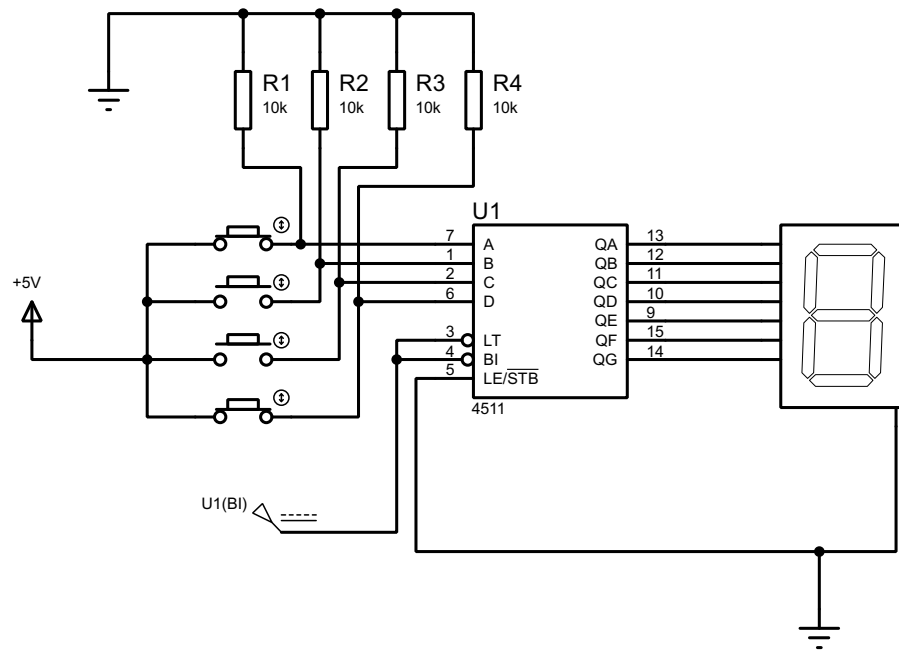 R1
10k
R2
10k
R3
10k
R4
10k
U1
+5V
7 A QA 13
1 B QB 12
2 C QC 11
6 D QD 10
QE 9
3 LT QF 15
4 BI QG 14
5 LE/STB
4511
U1(BI)